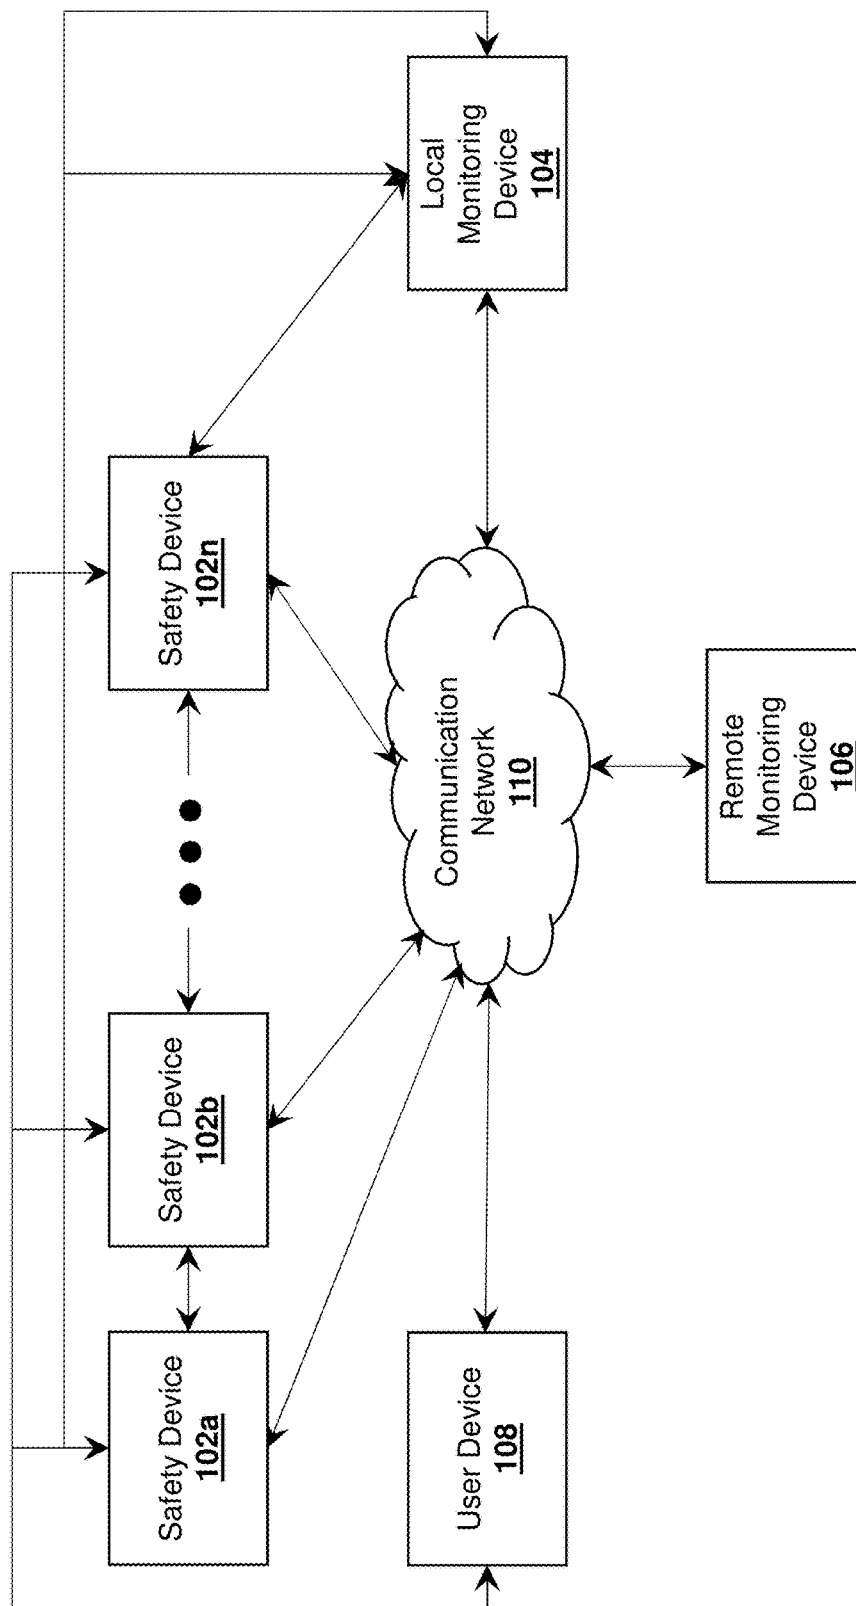 Safety Device
102a
Safety Device
102b
Safety Device
102n
User Device
108
Communication
Network
110
Local
Monitoring
Device
104
Remote
Monitoring
Device
106